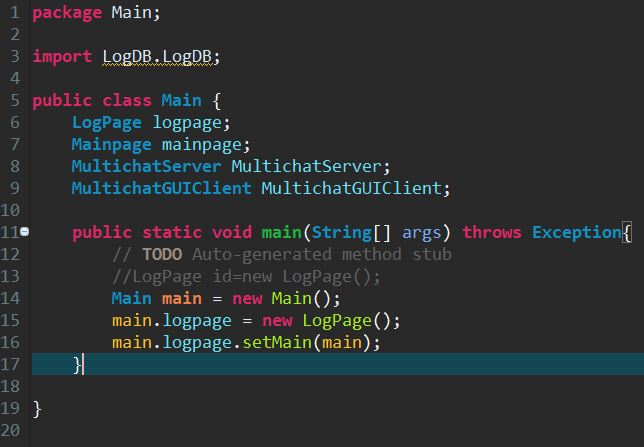 1 package Main;
2
3 import LogDB.LogDB;
4
5 public class Main {
6     LogPage logpage;
7     Mainpage mainpage;
8     MultichatServer MultichatServer;
9     MultichatGUIClient MultichatGUIClient;
10
11     public static void main(String[] args) throws Exception{
12         // TODO Auto-generated method stub
13         //LogPage id=new LogPage();
14         Main main = new Main();
15         main.logpage = new LogPage();
16         main.logpage.setMain(main);
17     }
18
19 }
20